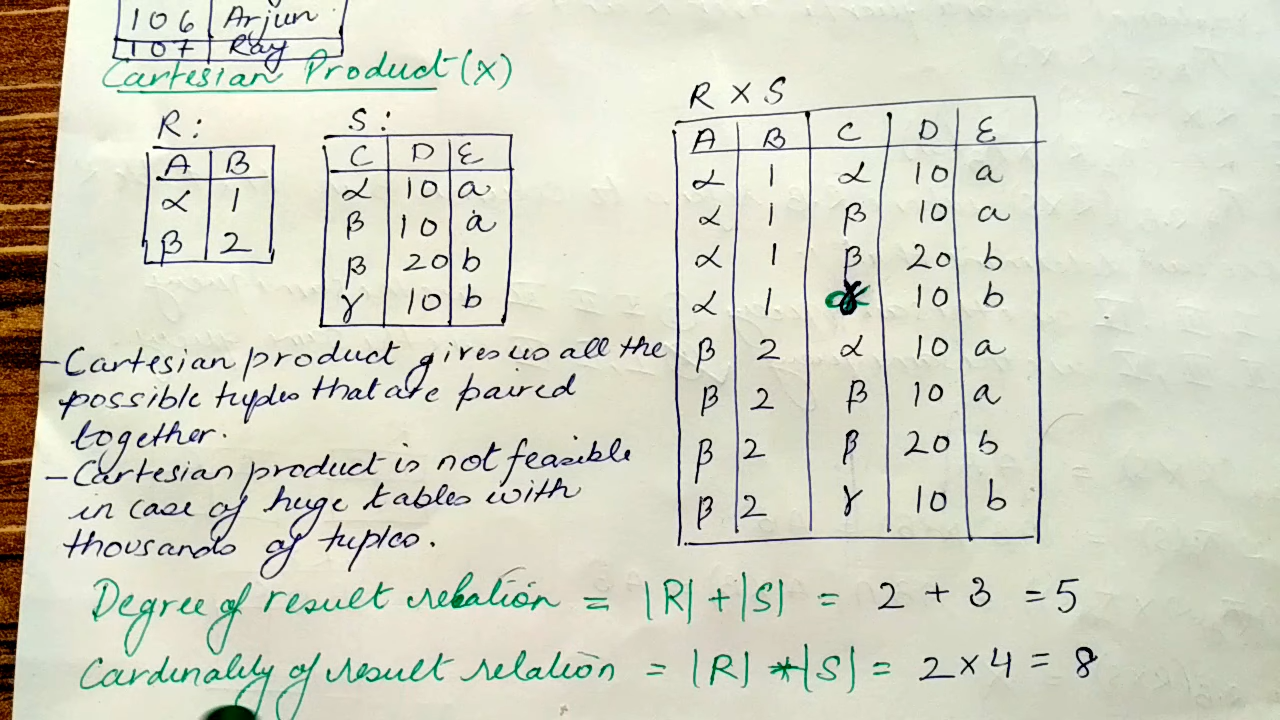 106 Arjun
107 Ray
Cartesian Product (X)
R:
A B
α 1
β 2
S:
C D E
α 10 a
β 10 a
β 20 b
γ 10 b
R X S
A B C D E
α 1 α 10 a
α 1 β 10 a
α 1 β 20 b
α 1 γ 10 b
β 2 α 10 a
β 2 β 10 a
β 2 β 20 b
β 2 γ 10 b
- Cartesian product gives us all the
possible tuples that are paired
together.
- Cartesian product is not feasible
in case of huge tables with
thousands of tuples.
Degree of result relation = |R| + |S| = 2 + 3 = 5
Cardinality of result relation = |R| * |S| = 2 × 4 = 8